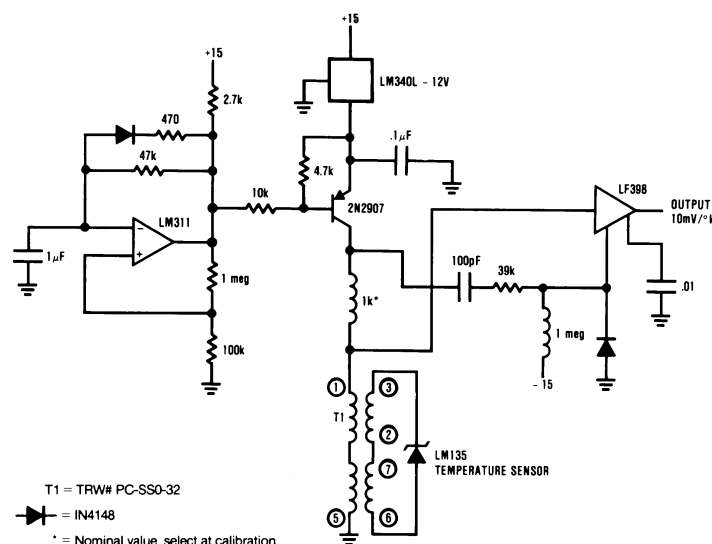 +15
+15
2.7k
LM340L – 12V
470
47k
4.7k
.1µF
10k
2N2907
LM311
–
+
1µF
1 meg
100k
1k*
100pF
39k
LF398
OUTPUT
10mV/°K
.01
1 meg
– 15
1
3
T1
2
7
5
6
LM135
TEMPERATURE SENSOR
T1 = TRW# PC-SS0-32
= IN4148
* = Nominal value, select at calibration